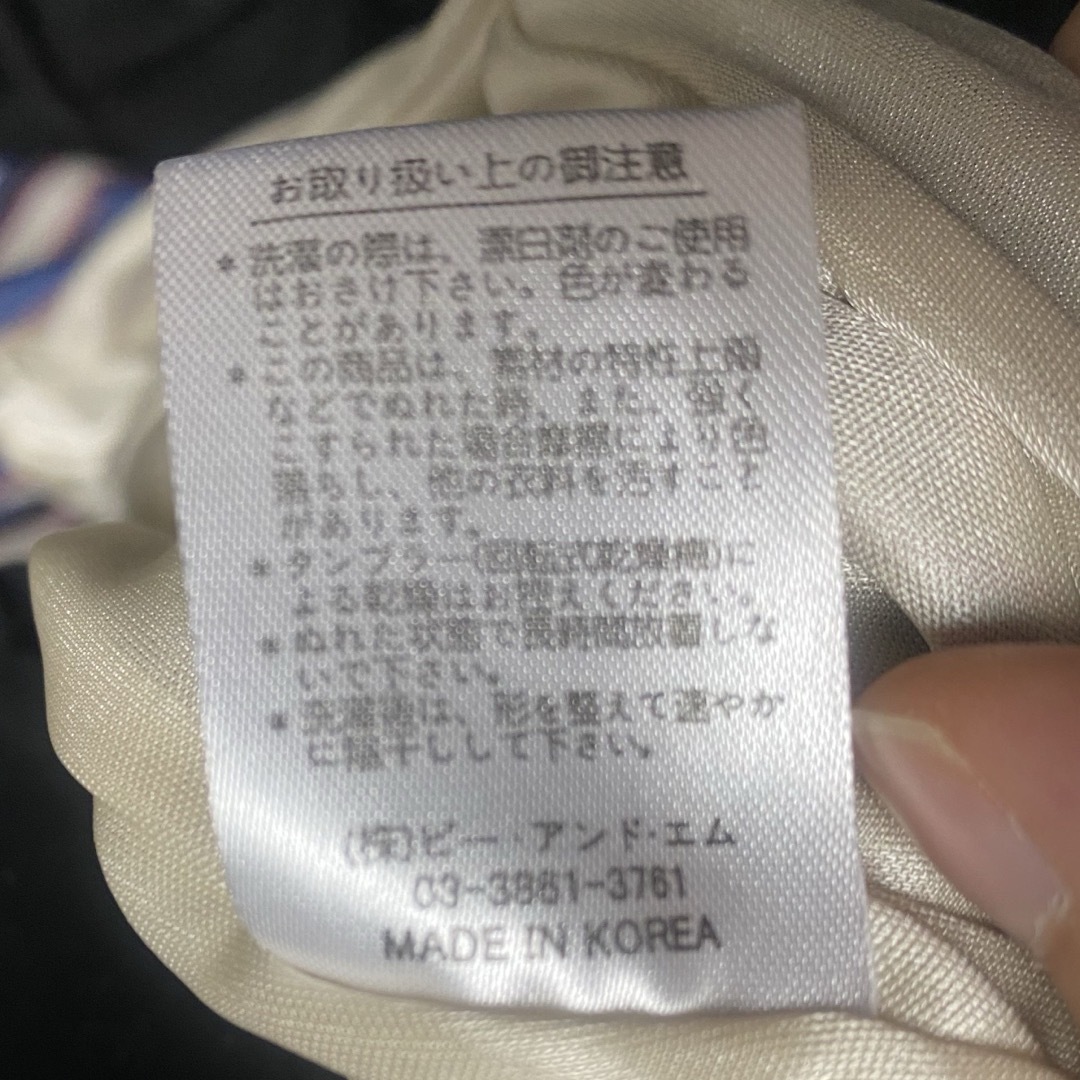 お取り扱い上の御注意
* 洗濯の際は、漂白剤のご使用
はおさけ下さい。色が変わる
ことがあります。
* この商品は、素材の特性上雨
などでぬれた時、また、強く
こすられた場合摩擦により色
落ちし、他の衣料を汚すこと
があります。
* タンブラー(回転式乾燥機)に
よる乾燥はお控えください。
* ぬれた状態で長時間放置しな
いで下さい。
* 洗濯後は、形を整えて速やか
に陰干しして下さい。
(株)ビー・アンド・エム
03-3861-3761
MADE IN KOREA